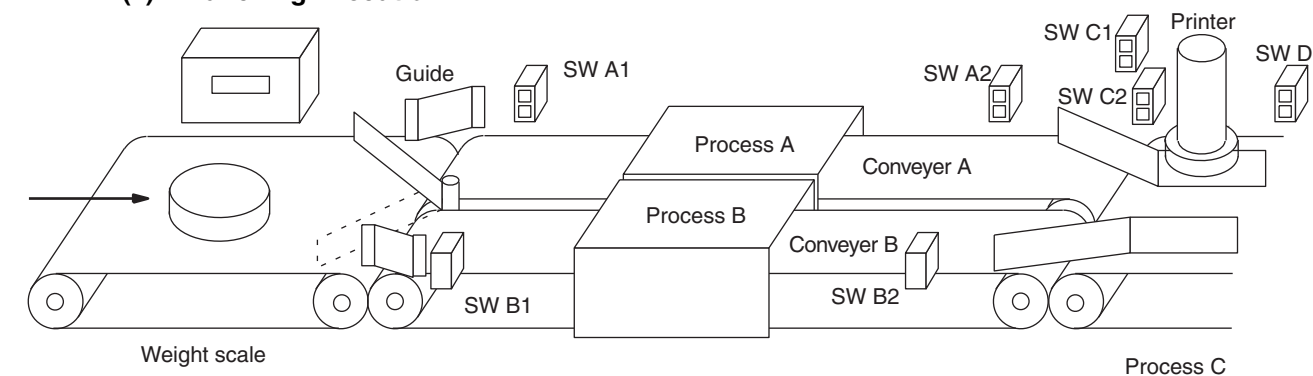 Printer
SW C1
SW D
Guide
SW A1
SW A2
SW C2
Process A
Conveyer A
Process B
Conveyer B
SW B1
SW B2
Weight scale
Process C